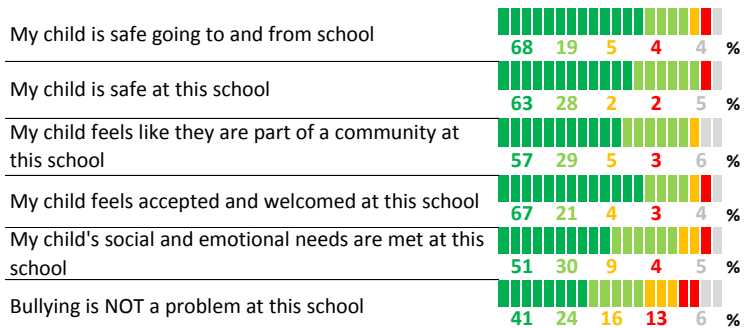 My child is safe going to and from school
68 19 5 4 4 %
My child is safe at this school
63 28 2 2 5 %
My child feels like they are part of a community at
this school
57 29 5 3 6 %
My child feels accepted and welcomed at this school
67 21 4 3 4 %
My child's social and emotional needs are met at this
school
51 30 9 4 5 %
Bullying is NOT a problem at this school
41 24 16 13 6 %